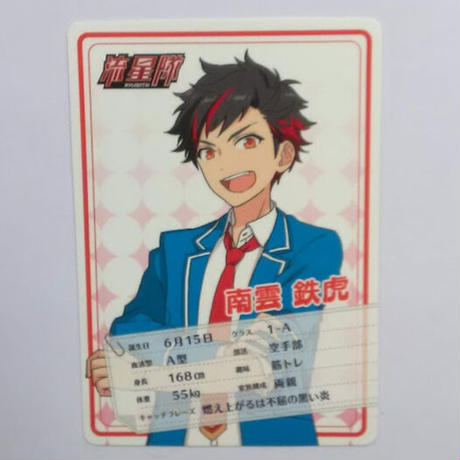 流星隊
RYUSEITAI
南雲 鉄虎
誕生日 6月15日 クラス 1-A
血液型 A型 部活 空手部
身長 168cm 趣味 筋トレ
体重 55kg 家族構成 両親
キャッチフレーズ 燃え上がるは不屈の黒い炎